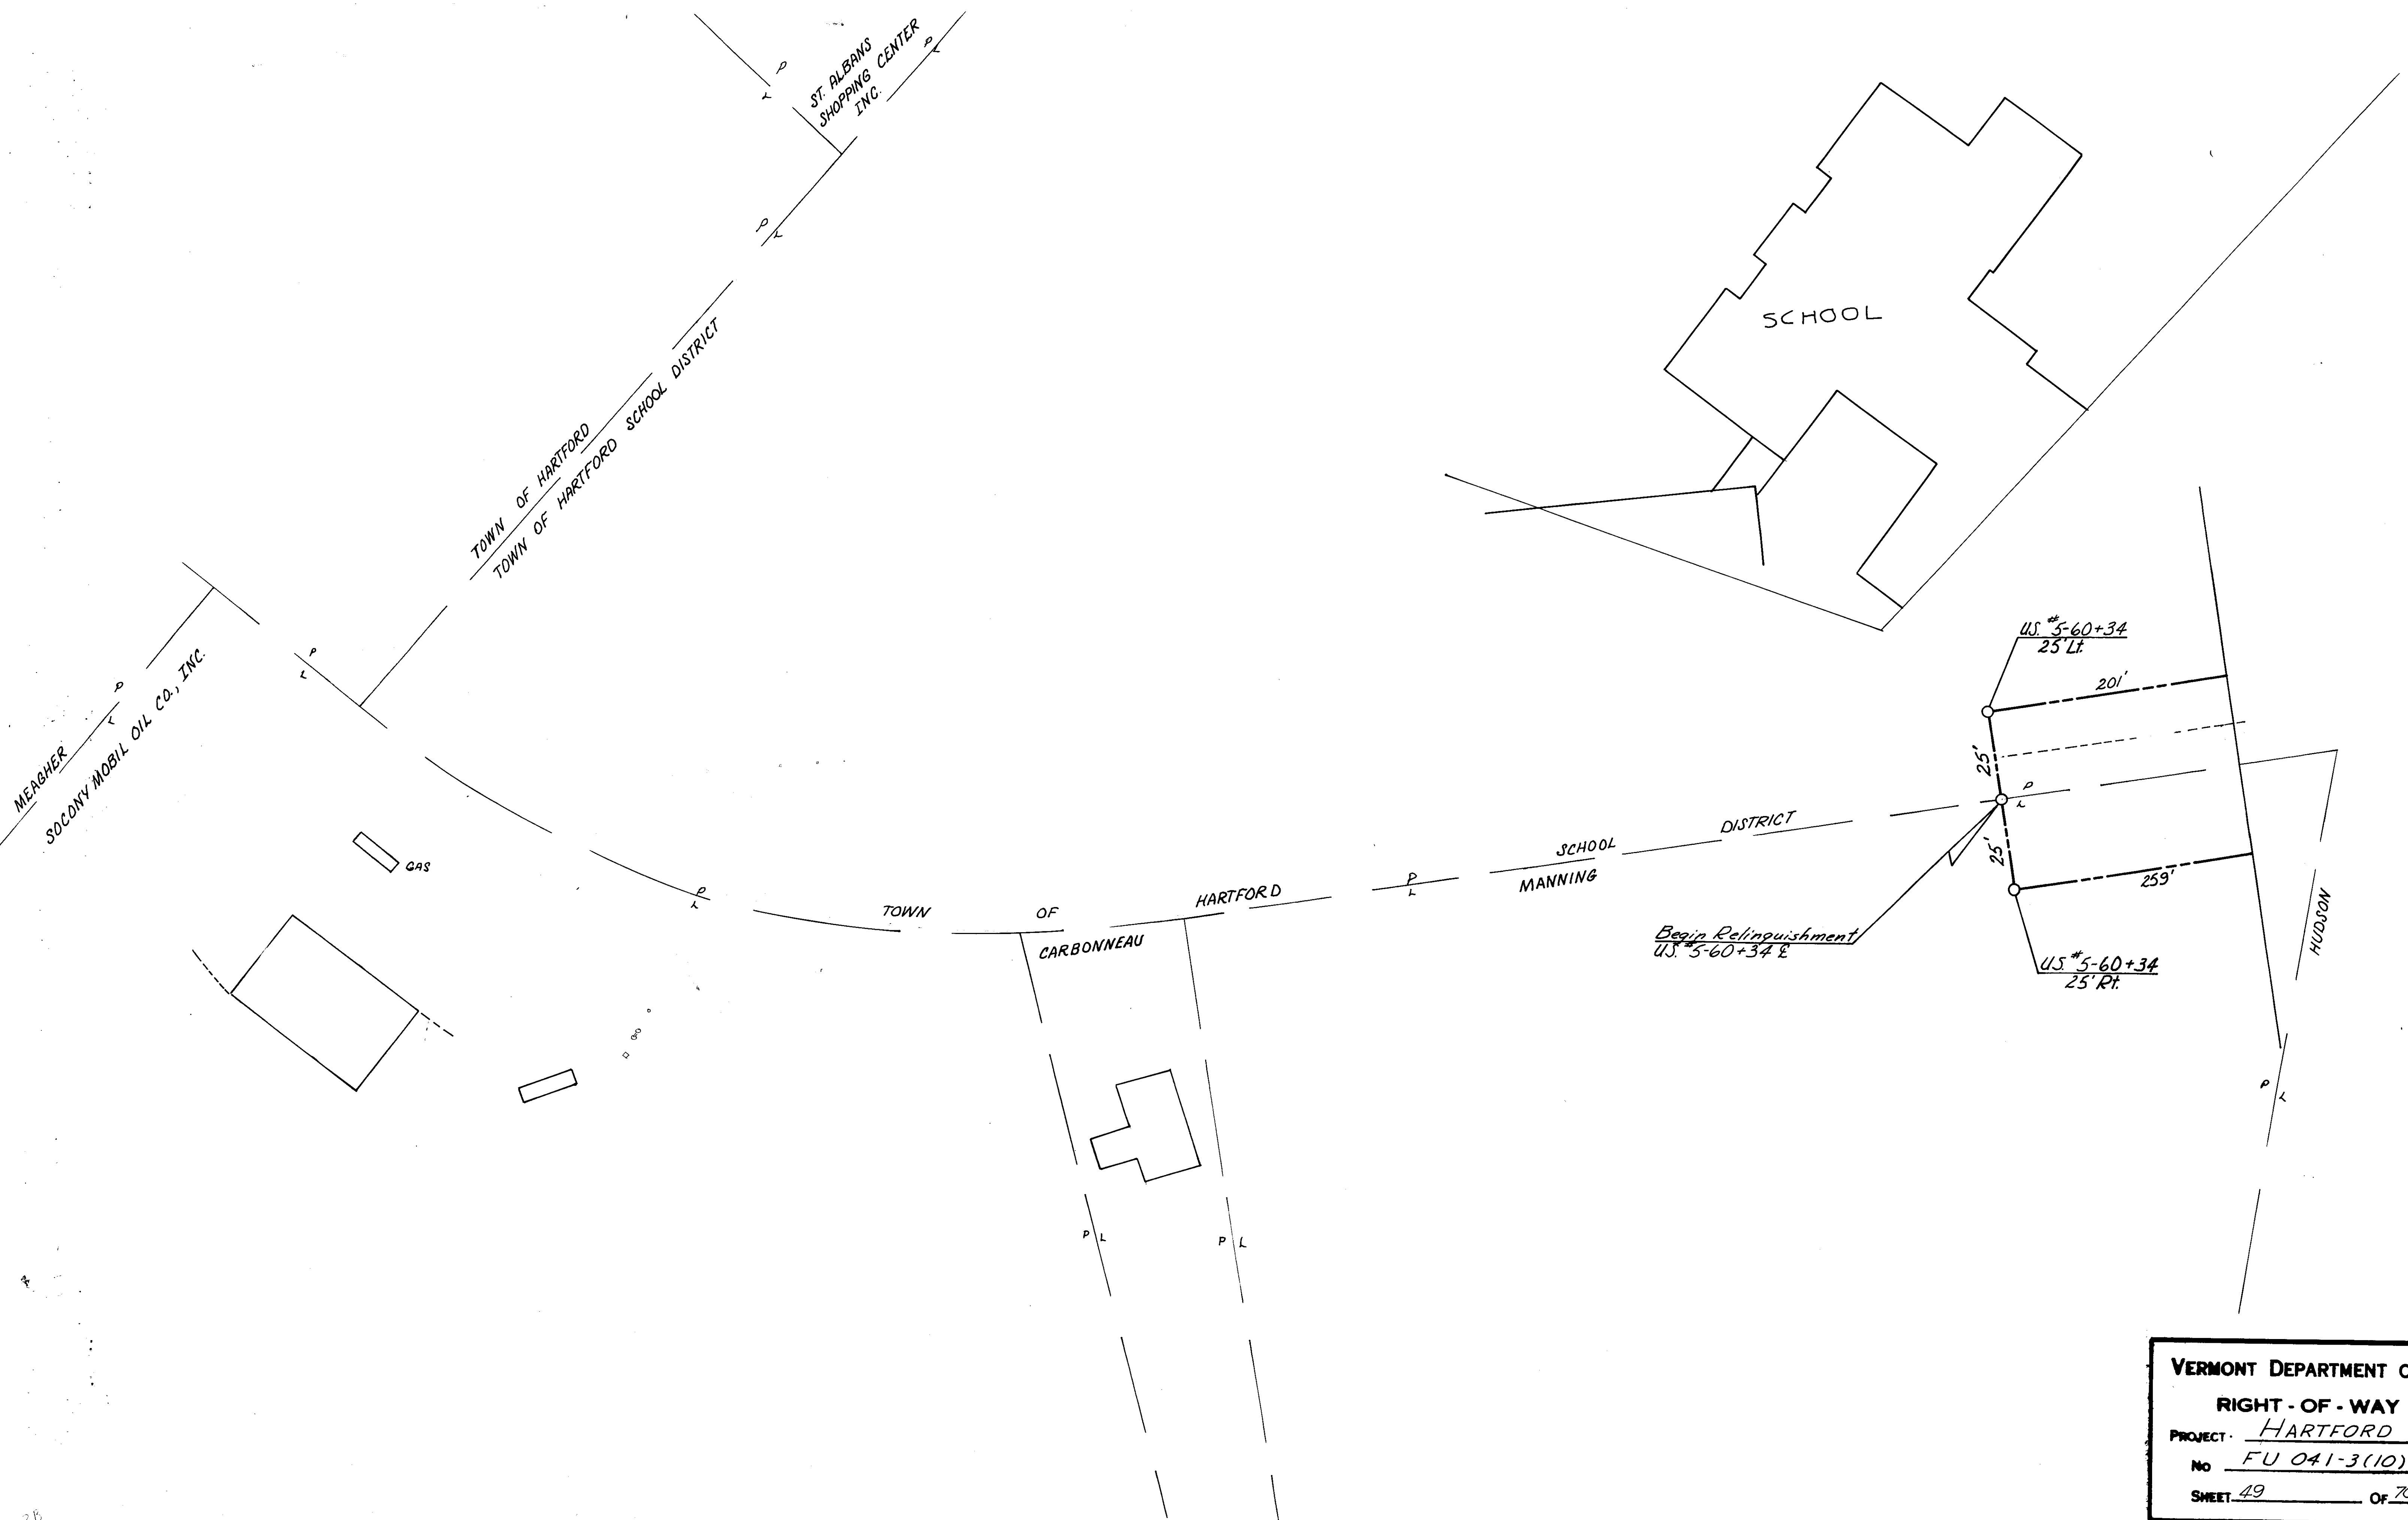 ST. ALBANS
SHOPPING CENTER
INC.
P L
P L
P L
SCHOOL
TOWN OF HARTFORD
TOWN OF HARTFORD SCHOOL DISTRICT
P L
P L
MEAGHER
SOCONY MOBIL OIL CO., INC.
GAS
U.S. #5-60+34
25' Lt.
201'
25'
P L
25'
259'
TOWN OF HARTFORD SCHOOL DISTRICT
P L
P L
CARBONNEAU
MANNING
Begin Relinquishment
U.S. #5-60+34 ℄
U.S. #5-60+34
25' Rt.
HUDSON
P L
P L
P L
VERMONT DEPARTMENT
RIGHT-OF-WAY
PROJECT. HARTFORD
No FU 041-3(10)
SHEET 49 OF